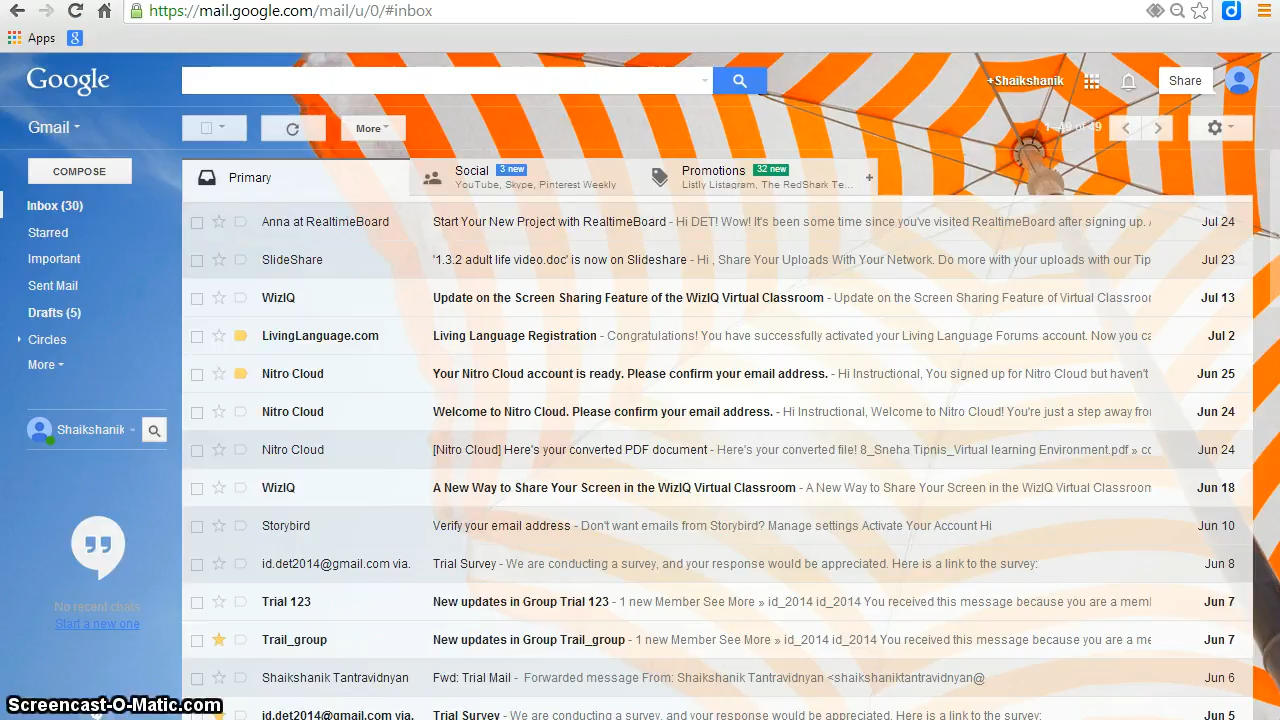 https://mail.google.com/mail/u/0/#inbox
Apps
Google
+Shaikshanik
Share
Gmail
More
1–49 of 49
COMPOSE
Primary
Social 3 new
YouTube, Skype, Pinterest Weekly
Promotions 32 new
Listly Listagram, The RedShark Te...
+
Inbox (30)
Starred
Important
Sent Mail
Drafts (5)
Circles
More
Shaikshanik
No recent chats
Start a new one
Anna at RealtimeBoard Start Your New Project with RealtimeBoard - Hi DET! Wow! It's been some time since you've visited RealtimeBoard after signing up. Jul 24
SlideShare '1.3.2 adult life video.doc' is now on Slideshare - Hi , Share Your Uploads With Your Network. Do more with your uploads with our Tip Jul 23
WizIQ Update on the Screen Sharing Feature of the WizIQ Virtual Classroom - Update on the Screen Sharing Feature of Virtual Classroor Jul 13
LivingLanguage.com Living Language Registration - Congratulations! You have successfully activated your Living Language Forums account. Now you ca Jul 2
Nitro Cloud Your Nitro Cloud account is ready. Please confirm your email address. - Hi Instructional, You signed up for Nitro Cloud but haven't Jun 25
Nitro Cloud Welcome to Nitro Cloud. Please confirm your email address. - Hi Instructional, Welcome to Nitro Cloud! You're just a step away fror Jun 24
Nitro Cloud [Nitro Cloud] Here's your converted PDF document - Here's your converted file! 8_Sneha Tipnis_Virtual learning Environment.pdf » cc Jun 24
WizIQ A New Way to Share Your Screen in the WizIQ Virtual Classroom - A New Way to Share Your Screen in the WizIQ Virtual Classroom Jun 18
Storybird Verify your email address - Don't want emails from Storybird? Manage settings Activate Your Account Hi Jun 10
id.det2014@gmail.com via. Trial Survey - We are conducting a survey, and your response would be appreciated. Here is a link to the survey: Jun 8
Trial 123 New updates in Group Trial 123 - 1 new Member See More » id_2014 id_2014 You received this message because you are a meml Jun 7
Trail_group New updates in Group Trail_group - 1 new Member See More » id_2014 id_2014 You received this message because you are a me Jun 7
Shaikshanik Tantravidnyan Fwd: Trial Mail - Forwarded message From: Shaikshanik Tantravidnyan <shaikshaniktantravidnyan@ Jun 6
id.det2014@gmail.com via. Trial Survey - We are conducting a survey, and your response would be appreciated. Here is a link to the survey: Jun 5
Screencast-O-Matic.com